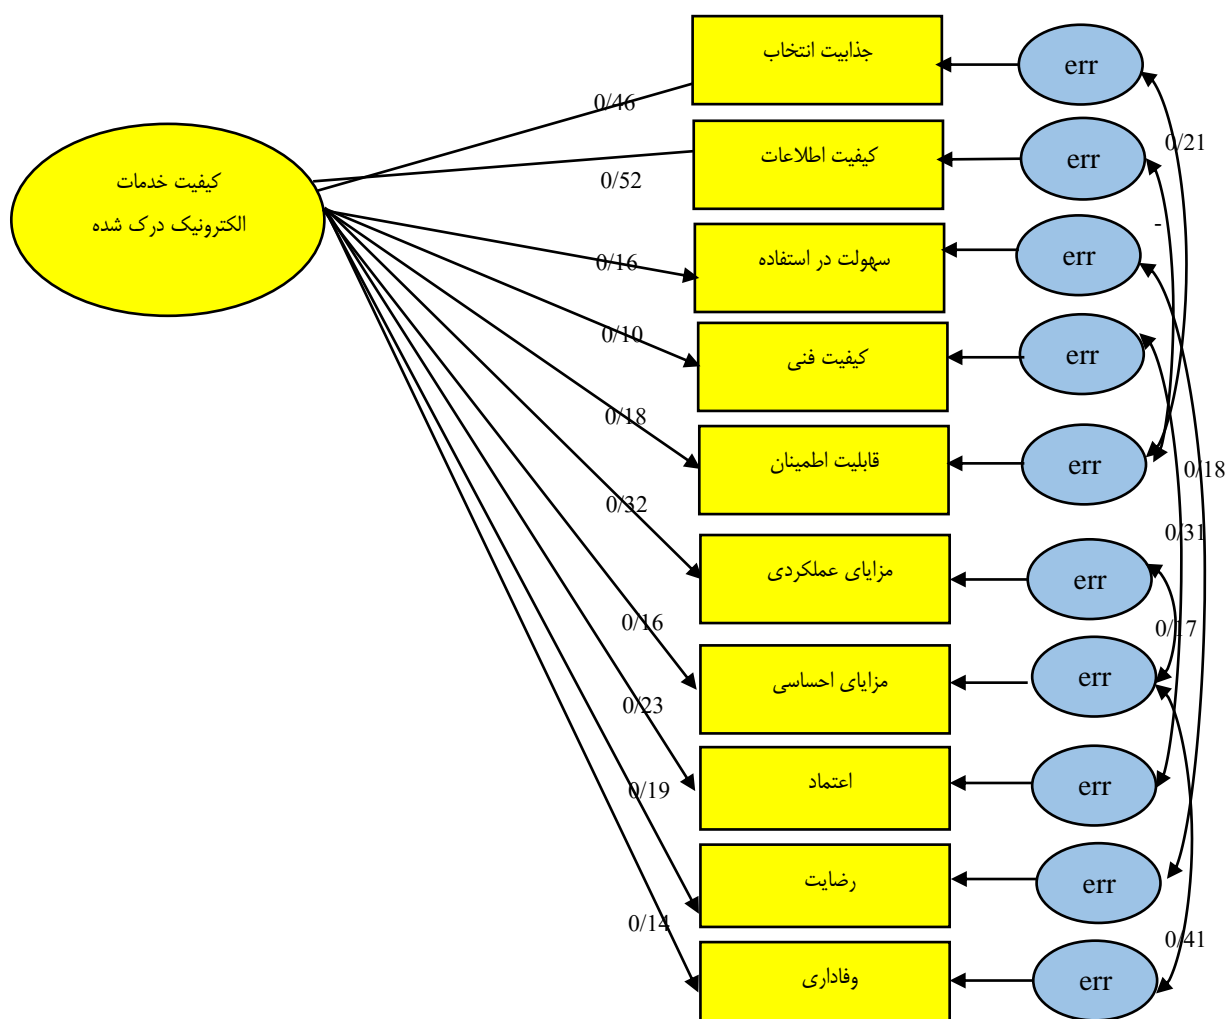 جذابیت انتخاب
err
0/46
کیفیت اطلاعات
err
0/21
کیفیت خدمات
الکترونیک درک شده
0/52
-
سهولت در استفاده
err
0/16
کیفیت فنی
err
0/10
0/18
قابلیت اطمینان
err
0/18
0/32
0/31
مزایای عملکردی
err
0/16
0/17
مزایای احساسی
err
0/23
اعتماد
err
0/19
رضایت
err
0/14
0/41
وفاداری
err